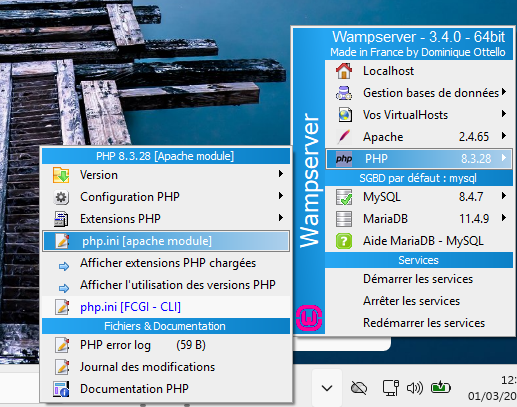 Wampserver - 3.4.0 - 64bit
Made in France by Dominique Ottello
Wampserver
Localhost
Gestion bases de données
Vos VirtualHosts
Apache 2.4.65
php PHP 8.3.28
SGBD par défaut : mysql
MySQL 8.4.7
MariaDB 11.4.9
Aide MariaDB - MySQL
Services
Démarrer les services
Arrêter les services
Redémarrer les services
PHP 8.3.28 [Apache module]
Version
Configuration PHP
Extensions PHP
php.ini [apache module]
Afficher extensions PHP chargées
Afficher l'utilisation des versions PHP
php.ini [FCGI - CLI]
Fichiers & Documentation
PHP error log (59 B)
Journal des modifications
Documentation PHP
12:
01/03/20